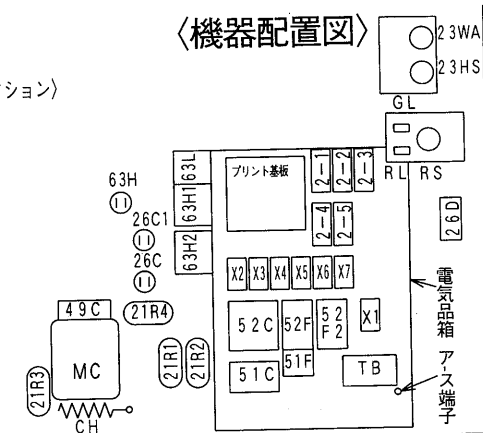 〈機器配置図〉
23WA
23HS
ション〉
GL
RL RS
63H
63L
63H1
63H2
プリント基板
2-1
2-2
2-3
2-4
2-5
26D
26C1
26C
X2 X3 X4 X5 X6 X7
49C
21R4
52C
52F
52F2
X1
MC
21R3
21R1
21R2
51C
51F
TB
CH
電気品箱
アース端子